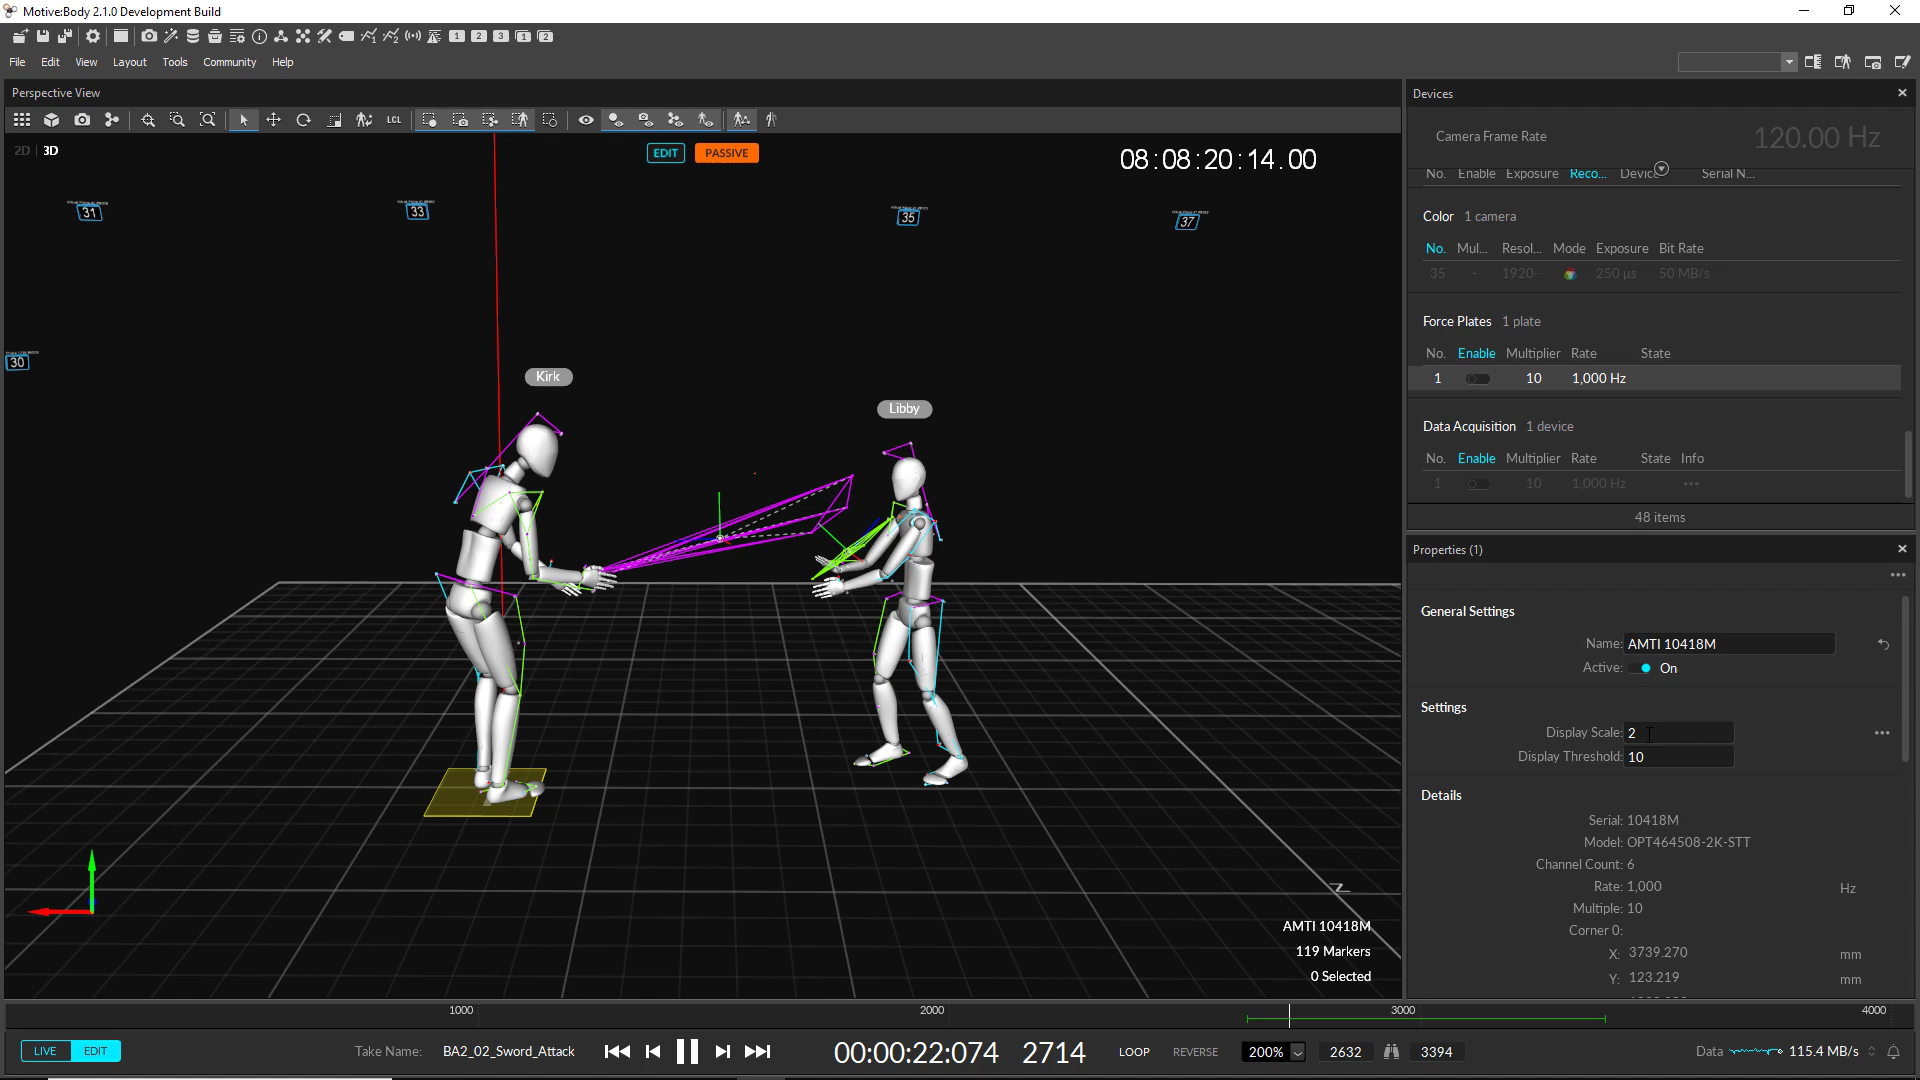 Motive:Body 2.1.0 Development Build
1 2 3 1 2
File Edit View Layout Tools Community Help
Perspective View
LCL
2D | 3D
EDIT PASSIVE
08:08:20:14.00
31 33 35 37
30
Kirk
Libby
AMTI 10418M
119 Markers
0 Selected
Devices
Camera Frame Rate 120.00 Hz
No. Enable Exposure Reco... Device Serial N...
Color 1 camera
No. Mul... Resol... Mode Exposure Bit Rate
35 - 1920... 250 µs 50 MB/s
Force Plates 1 plate
No. Enable Multiplier Rate State
1 10 1,000 Hz
Data Acquisition 1 device
No. Enable Multiplier Rate State Info
1 10 1,000 Hz
48 items
Properties (1)
General Settings
Name: AMTI 10418M
Active: On
Settings
Display Scale: 2
Display Threshold: 10
Details
Serial: 10418M
Model: OPT464508-2K-STT
Channel Count: 6
Rate: 1,000 Hz
Multiple: 10
Corner 0:
X: 3739.270 mm
Y: 123.219 mm
1000 2000 3000 4000
LIVE EDIT Take Name: BA2_02_Sword_Attack 00:00:22:074 2714 LOOP REVERSE 200% 2632 3394 Data 115.4 MB/s